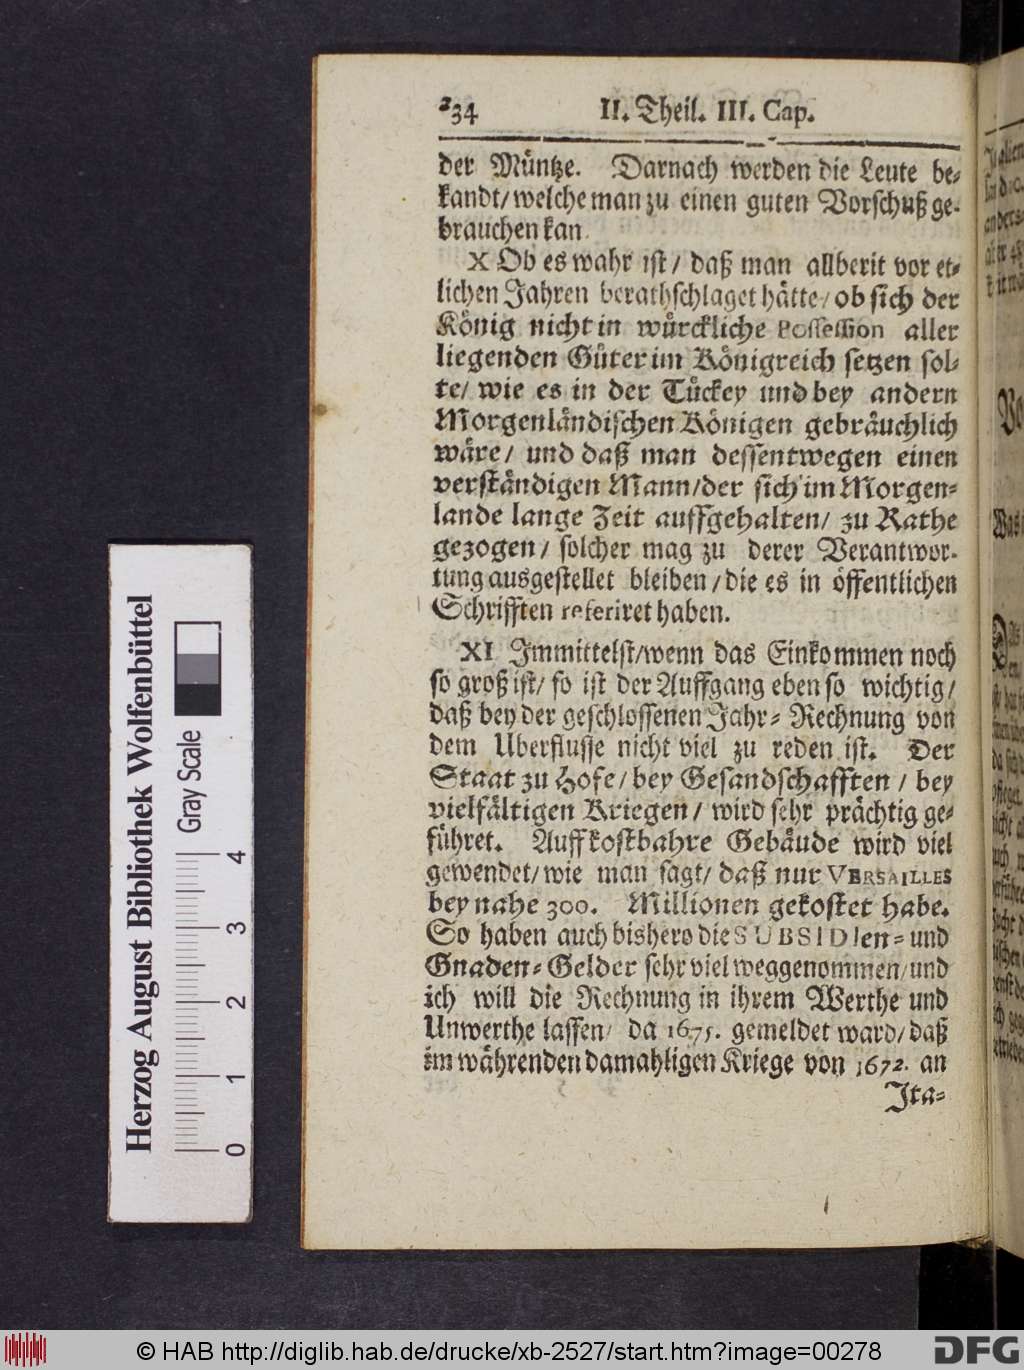 234 II. Theil. III. Cap.
der Müntze. Darnach werden die Leute be-
kandt/ welche man zu einen guten Vorschuß ge-
brauchen kan.
X Ob es wahr ist/ daß man allbereit vor et-
lichen Jahren berathschlaget hätte/ ob sich der
König nicht in würckliche Possession aller
liegenden Güter im Königreich setzen sol-
te/ wie es in der Tückey und bey andern
Morgenländischen Königen gebräuchlich
wäre/ und daß man dessentwegen einen
verständigen Mann/ der sich im Morgen-
lande lange Zeit auffgehalten/ zu Rathe
gezogen/ solcher mag zu derer Verantwor-
tung ausgestellet bleiben/ die es in öffentlichen
Schrifften referiret haben.
XI Immittelst/ wenn das Einkommen noch
so groß ist/ so ist der Auffgang eben so wichtig/
daß bey der geschlossenen Jahr-Rechnung von
dem Uberflusse nicht viel zu reden ist. Der
Staat zu Hofe/ bey Gesandschafften/ bey
vielfältigen Kriegen/ wird sehr prächtig ge-
führet. Auff kostbahre Gebäude wird viel
gewendet/ wie man sagt/ daß nur VERSAILLES
bey nahe 300. Millionen gekostet habe.
So haben auch bishero die SUBSIDIen- und
Gnaden-Gelder sehr viel weggenommen/ und
ich will die Rechnung in ihrem Werthe und
Unwerthe lassen/ da 1675. gemeldet ward/ daß
im währenden damahligen Kriege von 1672. an
Ita-
Herzog August Bibliothek Wolfenbüttel
Gray Scale
0 1 2 3 4
© HAB http://diglib.hab.de/drucke/xb-2527/start.htm?image=00278
DFG